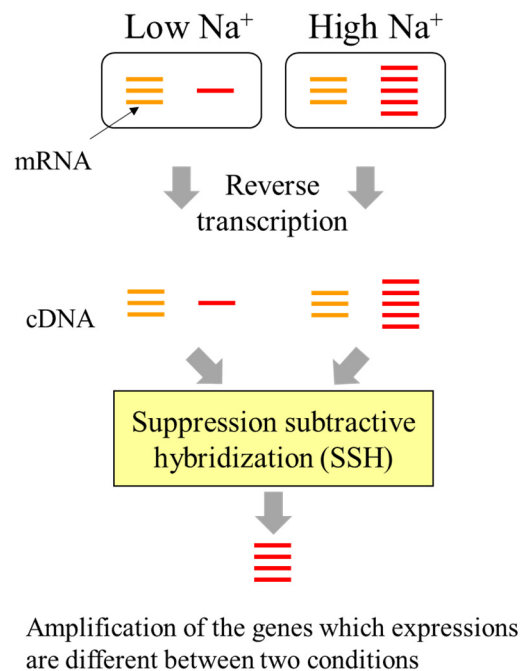 Low Na⁺
High Na⁺
mRNA
Reverse
transcription
cDNA
Suppression subtractive
hybridization (SSH)
Amplification of the genes which expressions
are different between two conditions